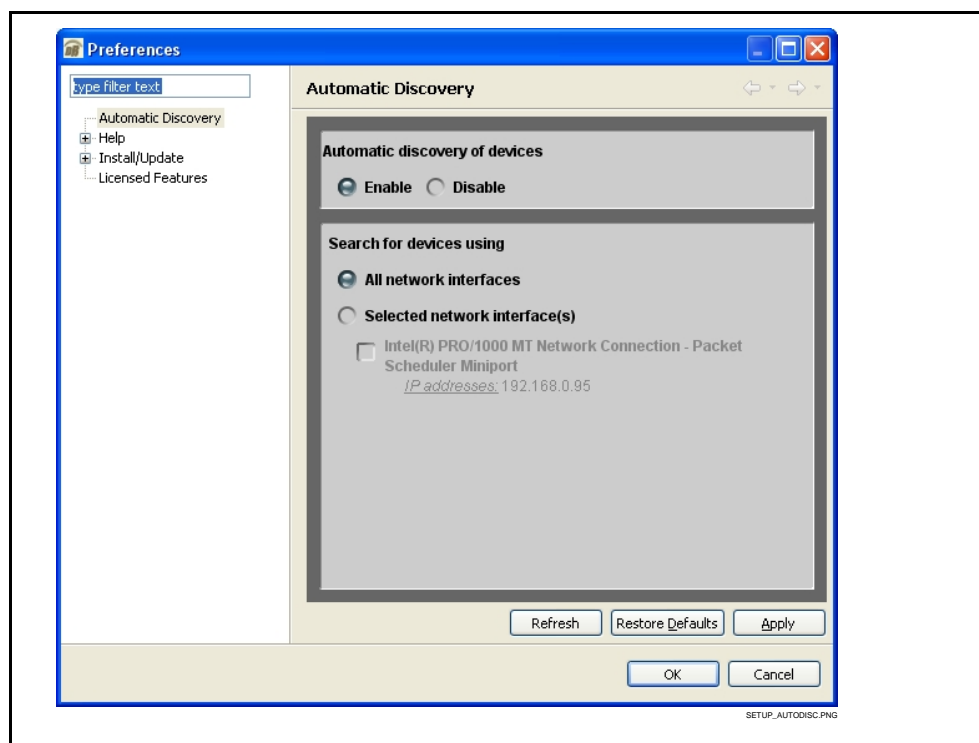 Preferences
type filter text
Automatic Discovery
Help
Install/Update
Licensed Features
Automatic Discovery
Automatic discovery of devices
Enable Disable
Search for devices using
All network interfaces
Selected network interface(s)
Intel(R) PRO/1000 MT Network Connection - Packet
Scheduler Miniport
IP addresses: 192.168.0.95
Refresh Restore Defaults Apply
OK Cancel
SETUP_AUTODISC.PNG